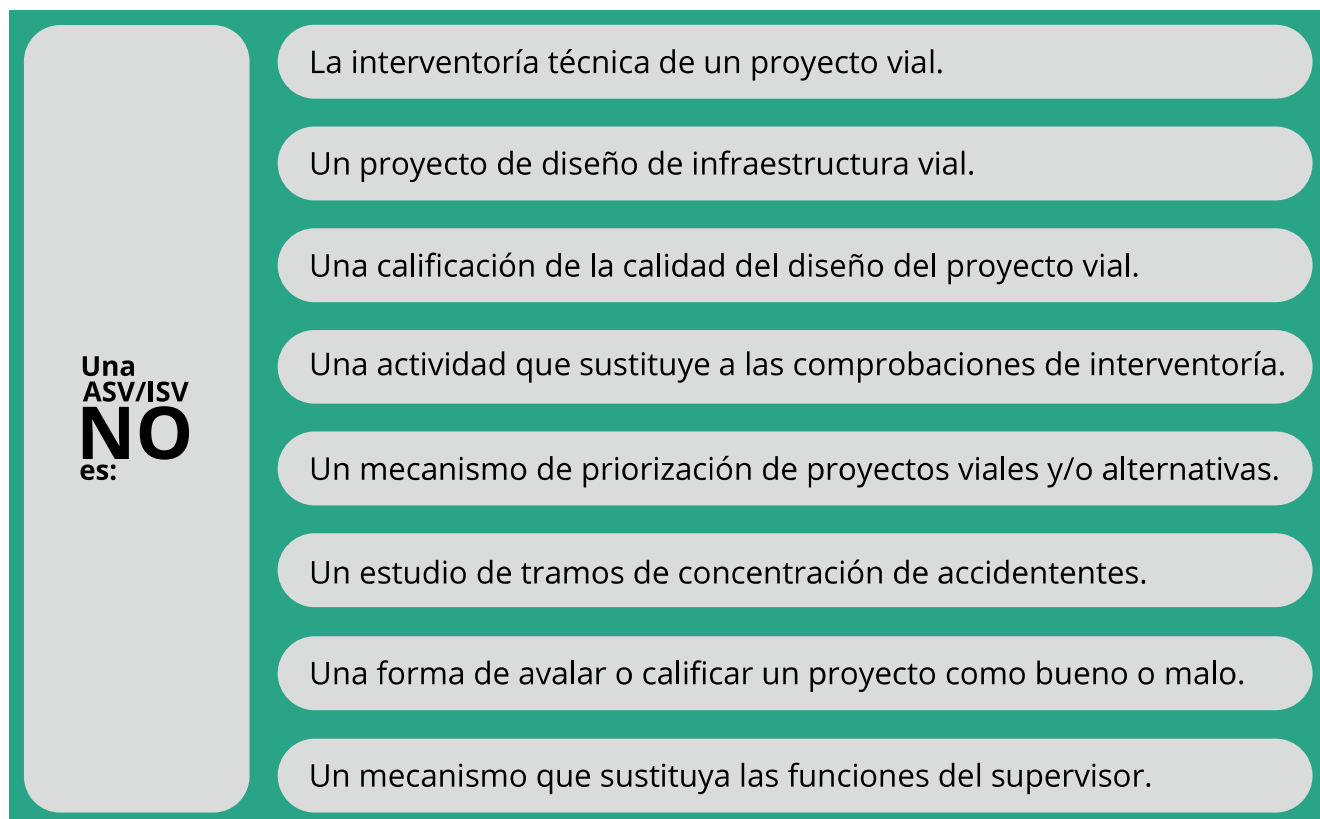 Una
ASV/ISV
NO
es:
La interventoría técnica de un proyecto vial.
Un proyecto de diseño de infraestructura vial.
Una calificación de la calidad del diseño del proyecto vial.
Una actividad que sustituye a las comprobaciones de interventoría.
Un mecanismo de priorización de proyectos viales y/o alternativas.
Un estudio de tramos de concentración de accidententes.
Una forma de avalar o calificar un proyecto como bueno o malo.
Un mecanismo que sustituya las funciones del supervisor.